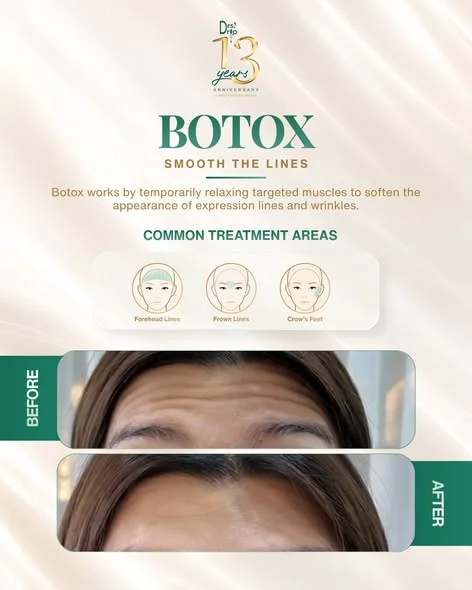 Drs.
Drip
13
years
ANNIVERSARY
BOTOX
SMOOTH THE LINES
Botox works by temporarily relaxing targeted muscles to soften the
appearance of expression lines and wrinkles.
COMMON TREATMENT AREAS
Forehead Lines
Frown Lines
Crow's Feet
BEFORE
AFTER